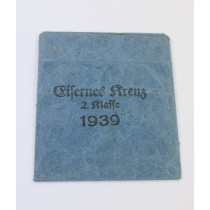 Eisernes Kreuz
2. Klasse
1939